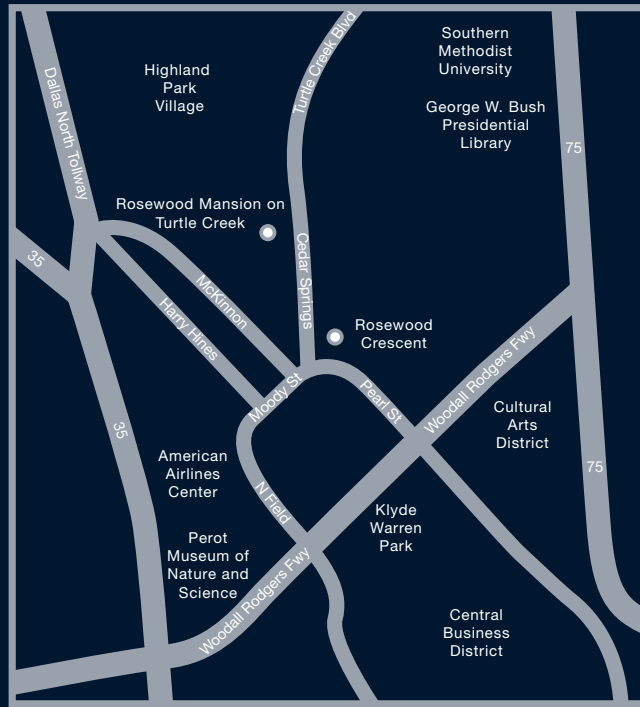 Turtle Creek Blvd
Southern
Methodist
University
Highland
Park
Village
Dallas North Tollway
George W. Bush
Presidential
Library
75
Rosewood Mansion on
Turtle Creek
35
Cedar Springs
McKinnon
Harry Hines
Rosewood
Crescent
Woodall Rodgers Fwy
Moody St
Pearl St
Cultural
Arts
District
35
American
Airlines
Center
75
N Field
Klyde
Warren
Park
Perot
Museum of
Nature and
Science
Woodall Rodgers Fwy
Central
Business
District